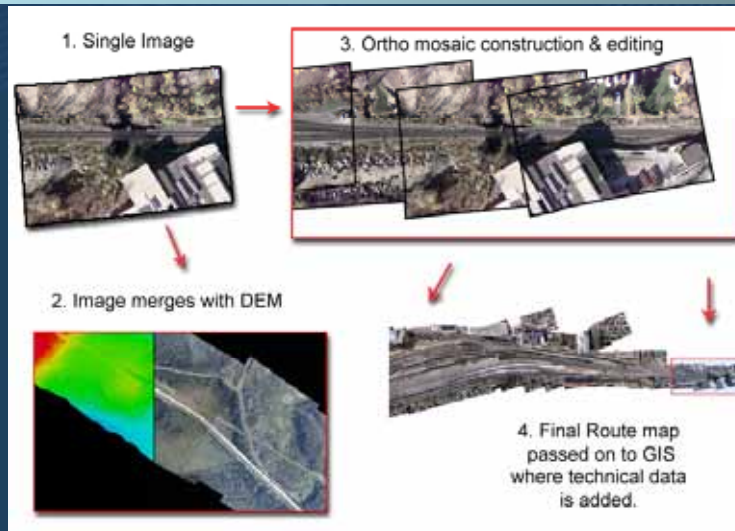 1. Single Image
3. Ortho mosaic construction & editing
2. Image merges with DEM
4. Final Route map
passed on to GIS
where technical data
is added.